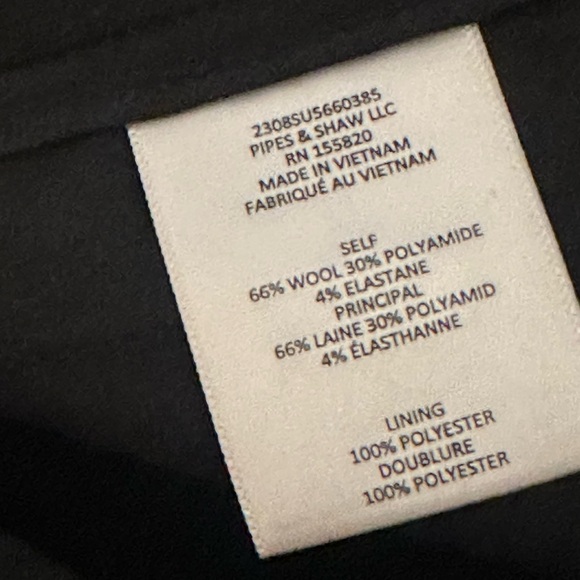 2308SU5660385
PIPES & SHAW LLC
RN 155820
MADE IN VIETNAM
FABRIQUÉ AU VIETNAM
SELF
66% WOOL 30% POLYAMIDE
4% ELASTANE
PRINCIPAL
66% LAINE 30% POLYAMID
4% ÉLASTHANNE
LINING
100% POLYESTER
DOUBLURE
100% POLYESTER